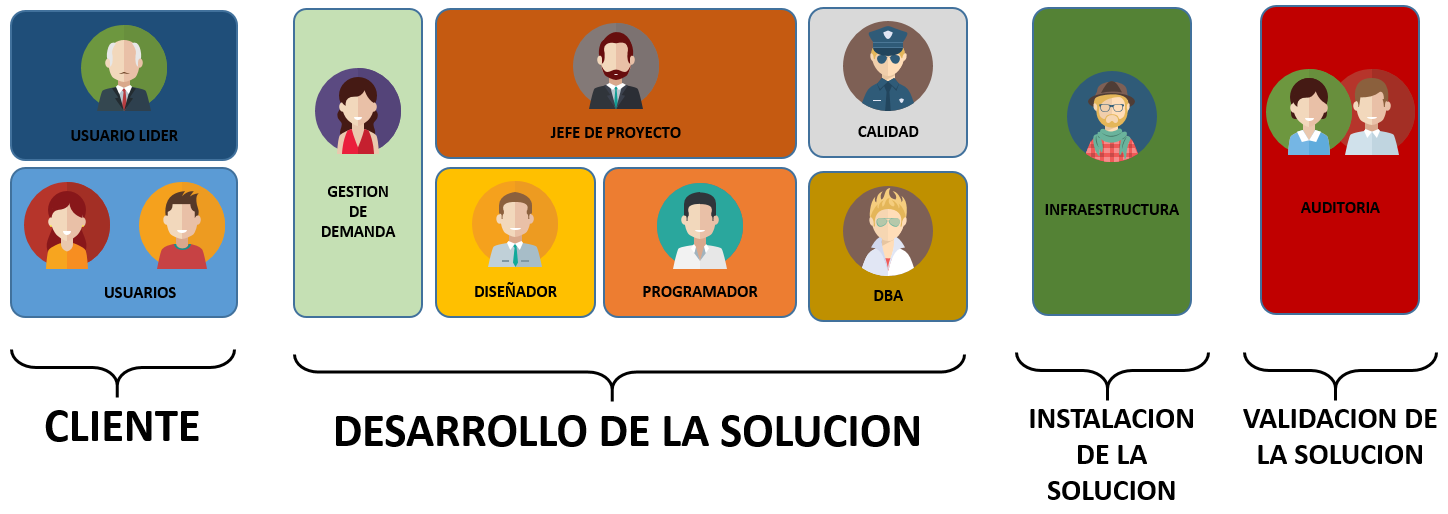 USUARIO LIDER
USUARIOS
GESTION
DE
DEMANDA
JEFE DE PROYECTO
DISEÑADOR
PROGRAMADOR
CALIDAD
DBA
INFRAESTRUCTURA
AUDITORIA
CLIENTE
DESARROLLO DE LA SOLUCION
INSTALACION
DE LA
SOLUCION
VALIDACION DE
LA SOLUCION